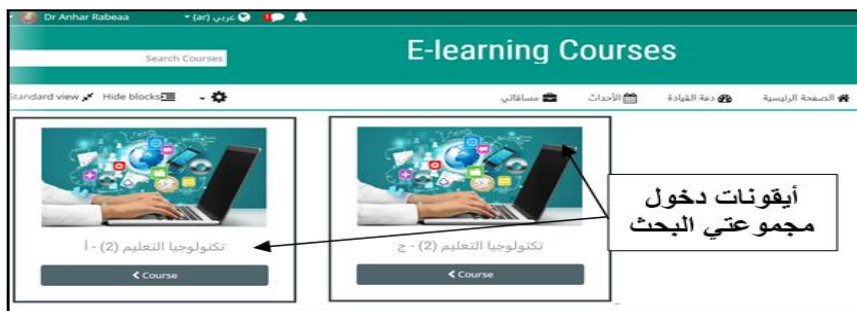 Dr Anhar Rabeaa
عربي (ar)
Search Courses
E-learning Courses
Standard view
Hide blocks
الصفحة الرئيسية
دفة القيادة
الأحداث
مساقاتي
أيقونات دخول
مجموعتي البحث
تكنولوجيا التعليم (2) - ج
تكنولوجيا التعليم (2) - أ
Course
Course